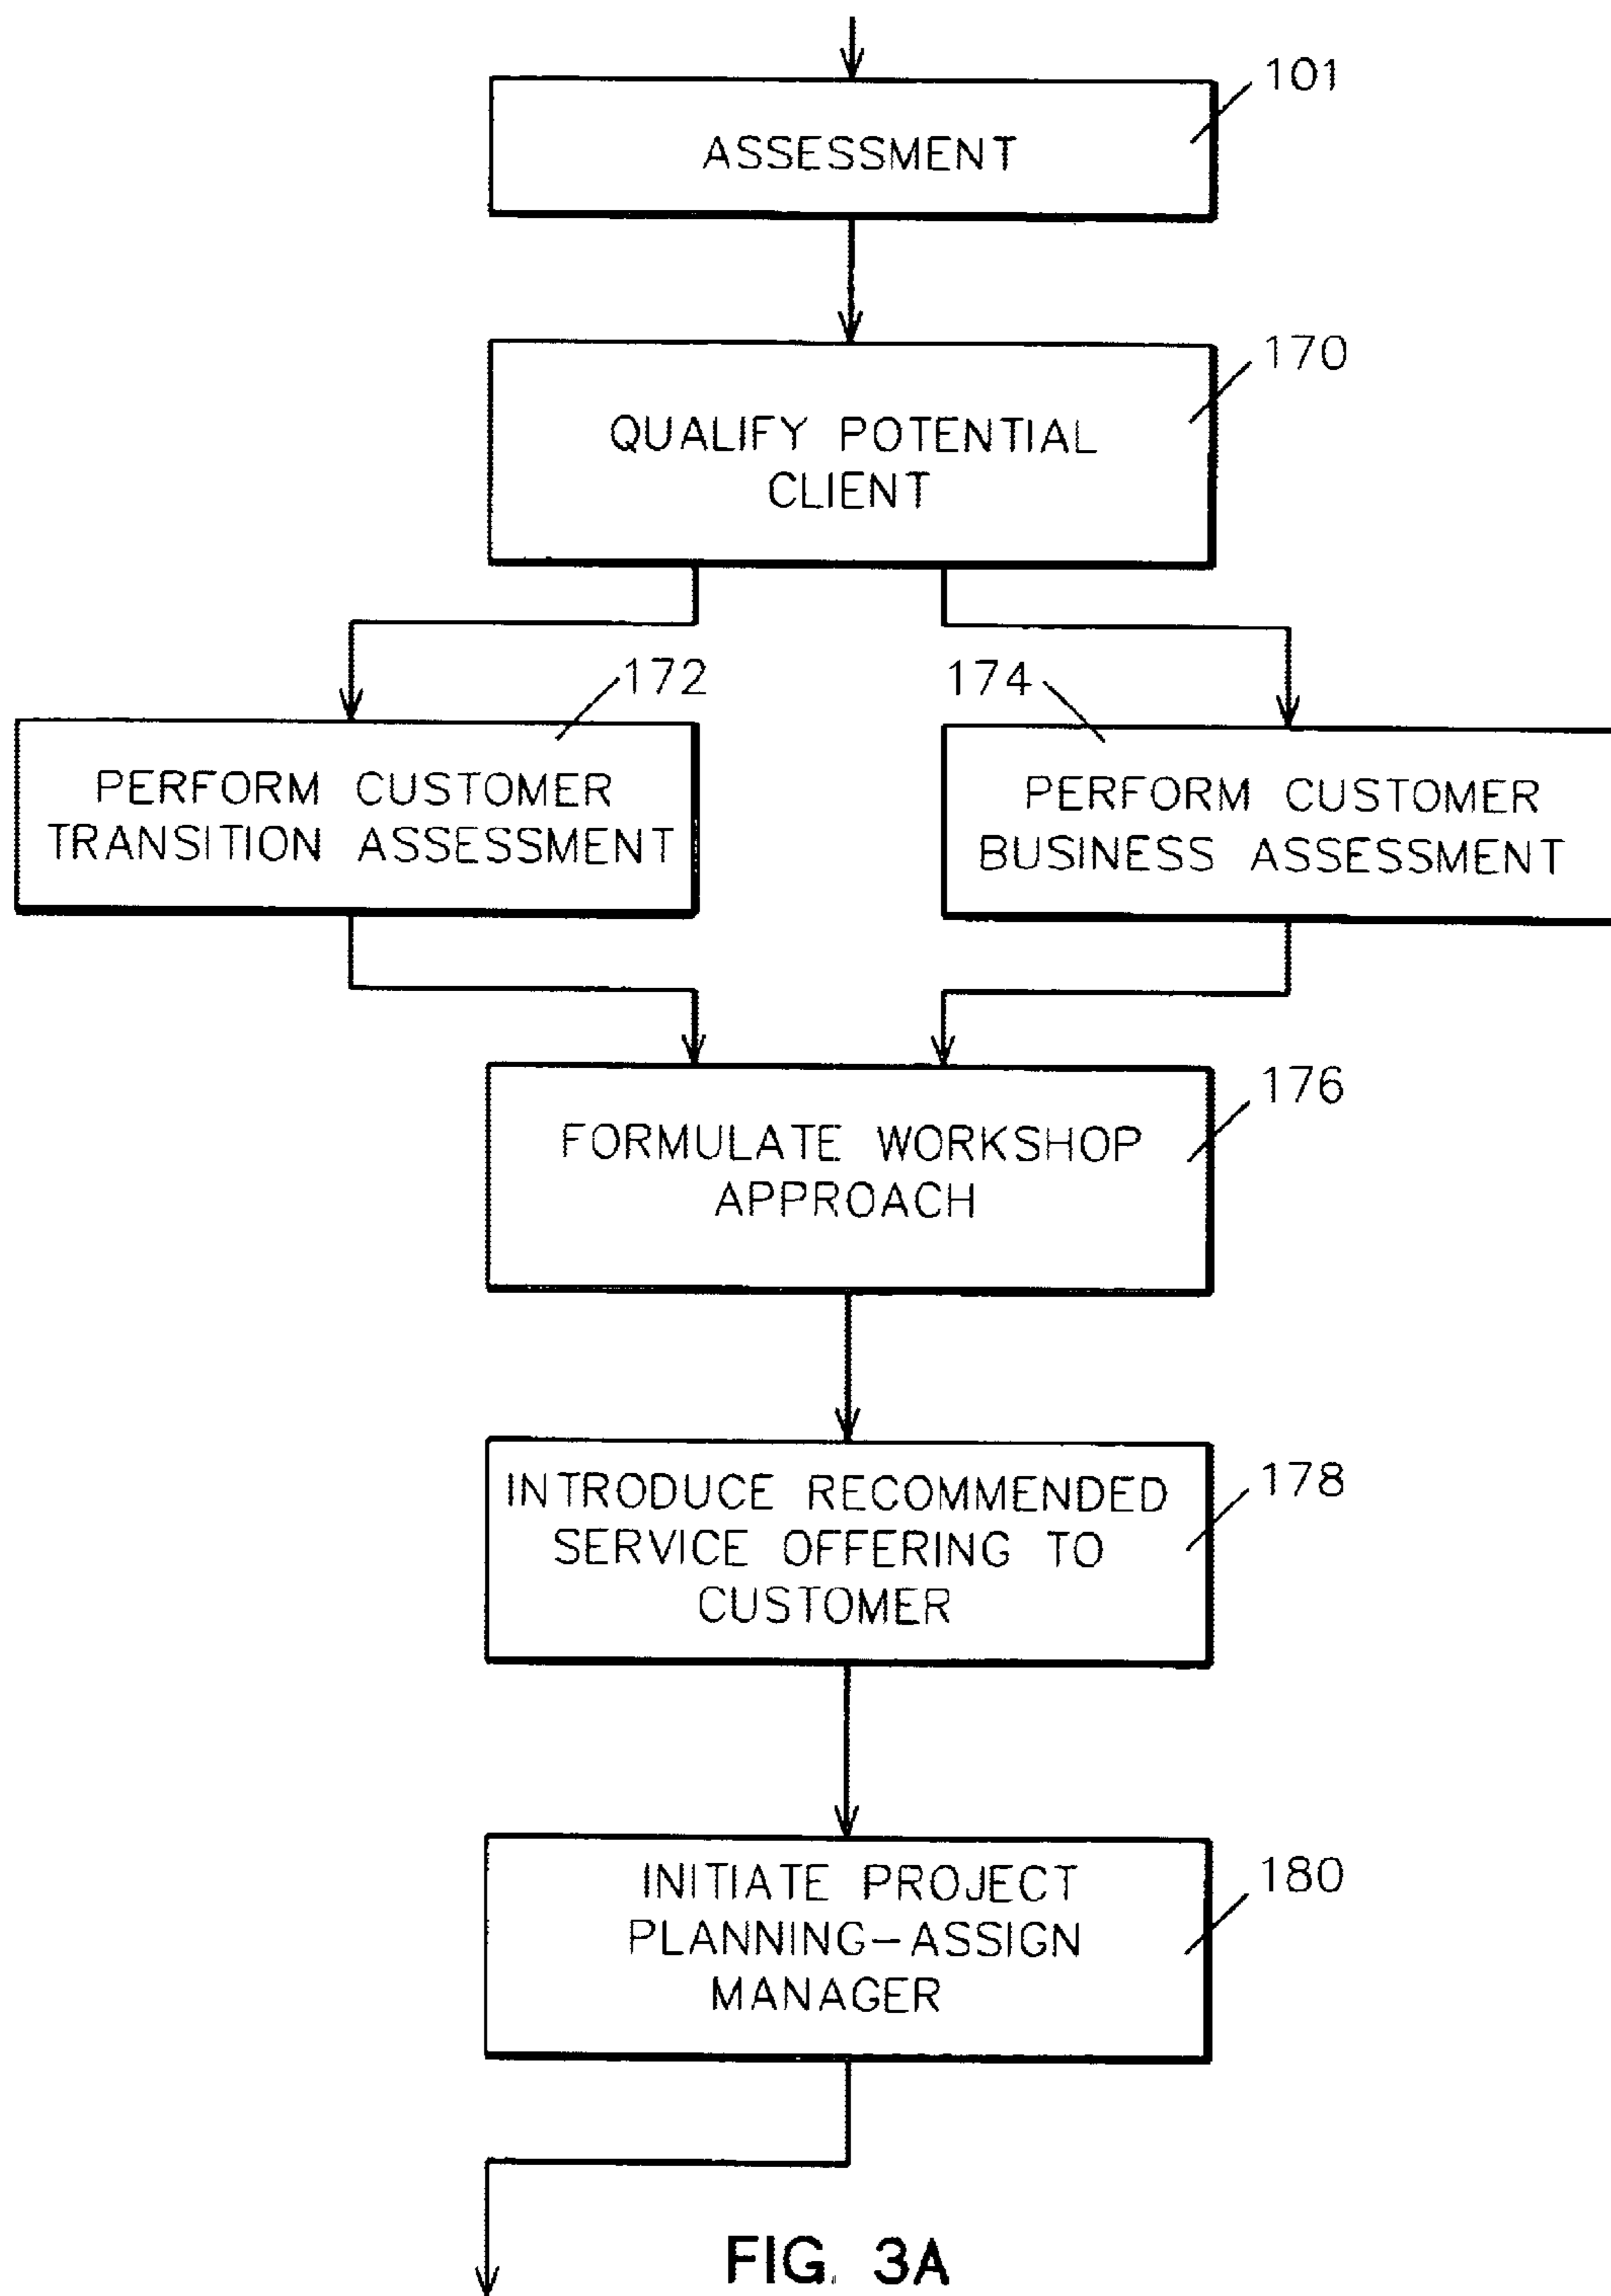 101
ASSESSMENT
170
QUALIFY POTENTIAL
CLIENT
172
174
PERFORM CUSTOMER
TRANSITION ASSESSMENT
PERFORM CUSTOMER
BUSINESS ASSESSMENT
176
FORMULATE WORKSHOP
APPROACH
178
INTRODUCE RECOMMENDED
SERVICE OFFERING TO
CUSTOMER
180
INITIATE PROJECT
PLANNING-ASSIGN
MANAGER
FIG. 3A